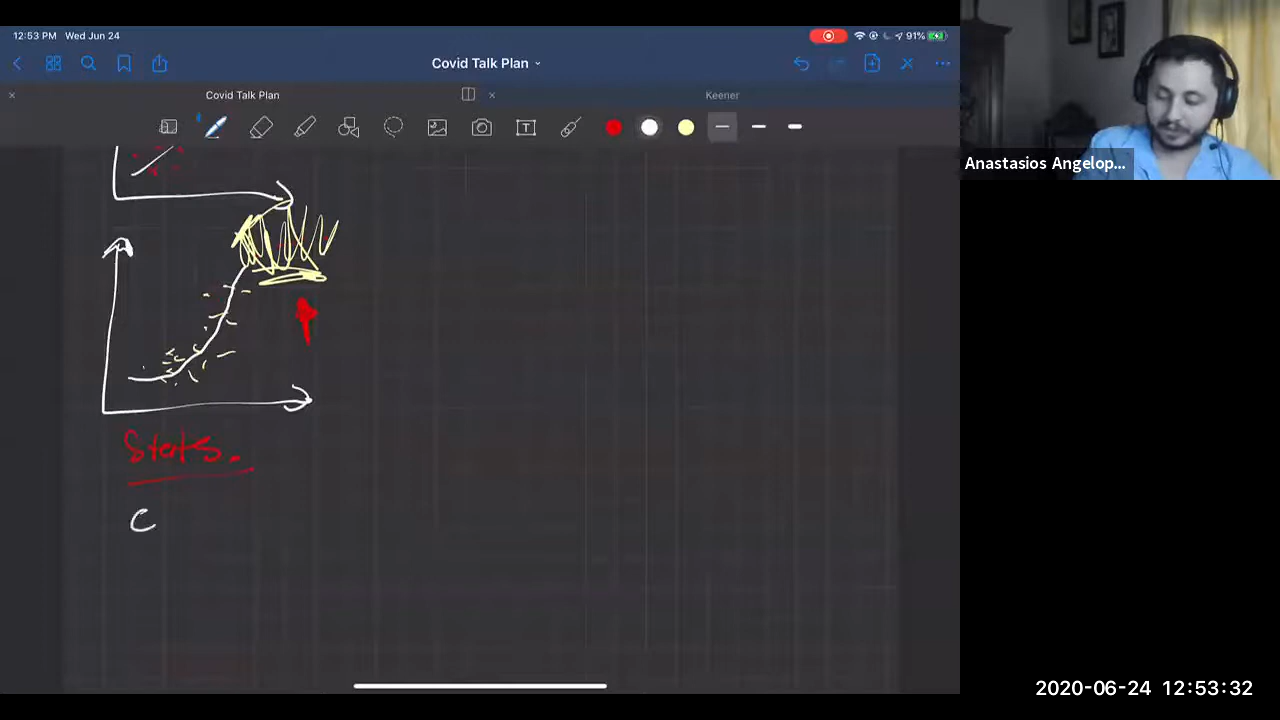 12:53 PM Wed Jun 24
91%
Covid Talk Plan
Covid Talk Plan
Keener
T
Anastasios Angelop...
Stats.
C
2020-06-24 12:53:32